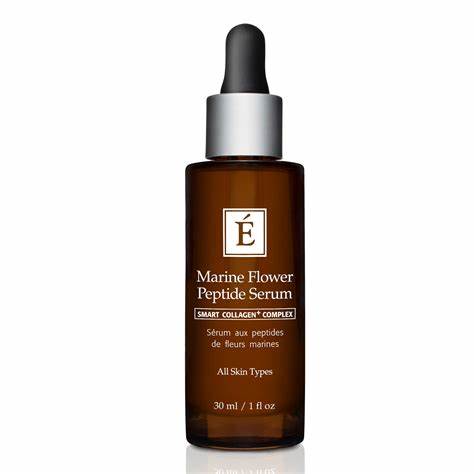 É
Marine Flower
Peptide Serum
SMART COLLAGEN+ COMPLEX
Sérum aux peptides
de fleurs marines
All Skin Types
30 ml / 1 fl oz